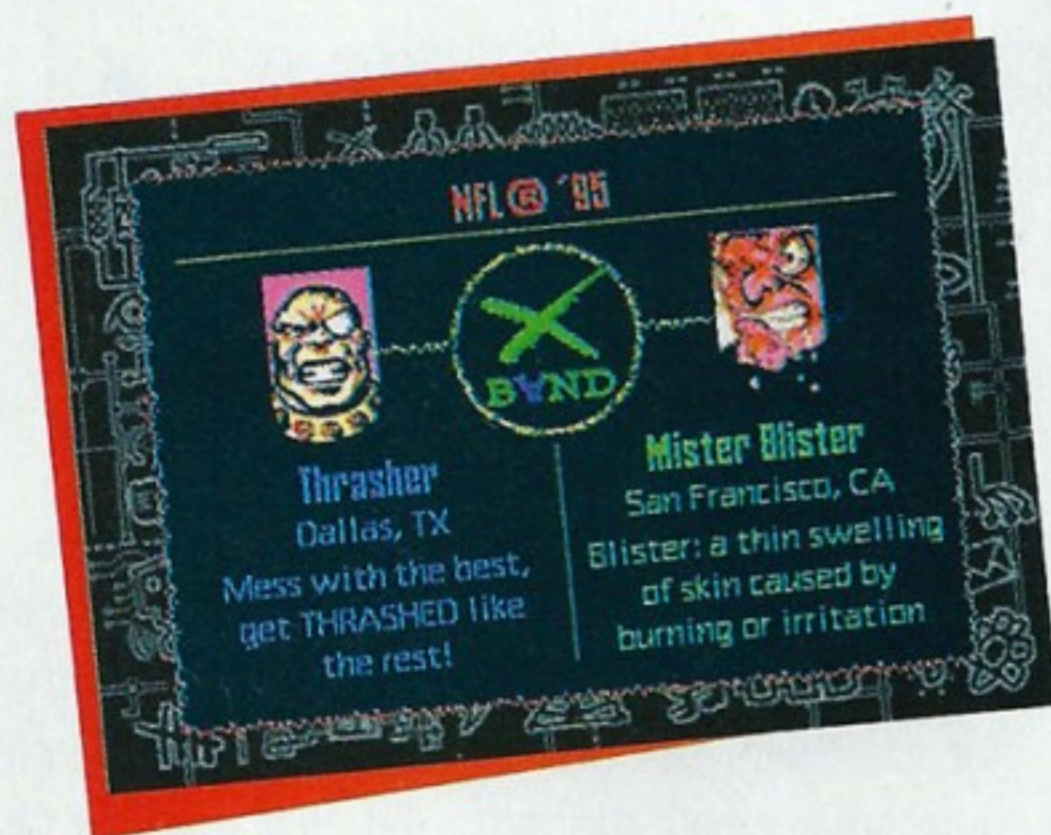 NFL® '95
X
BAND
Thrasher
Dallas, TX
Mess with the best,
get THRASHED like
the rest!
Mister Blister
San Francisco, CA
Blister: a thin swelling
of skin caused by
burning or irritation